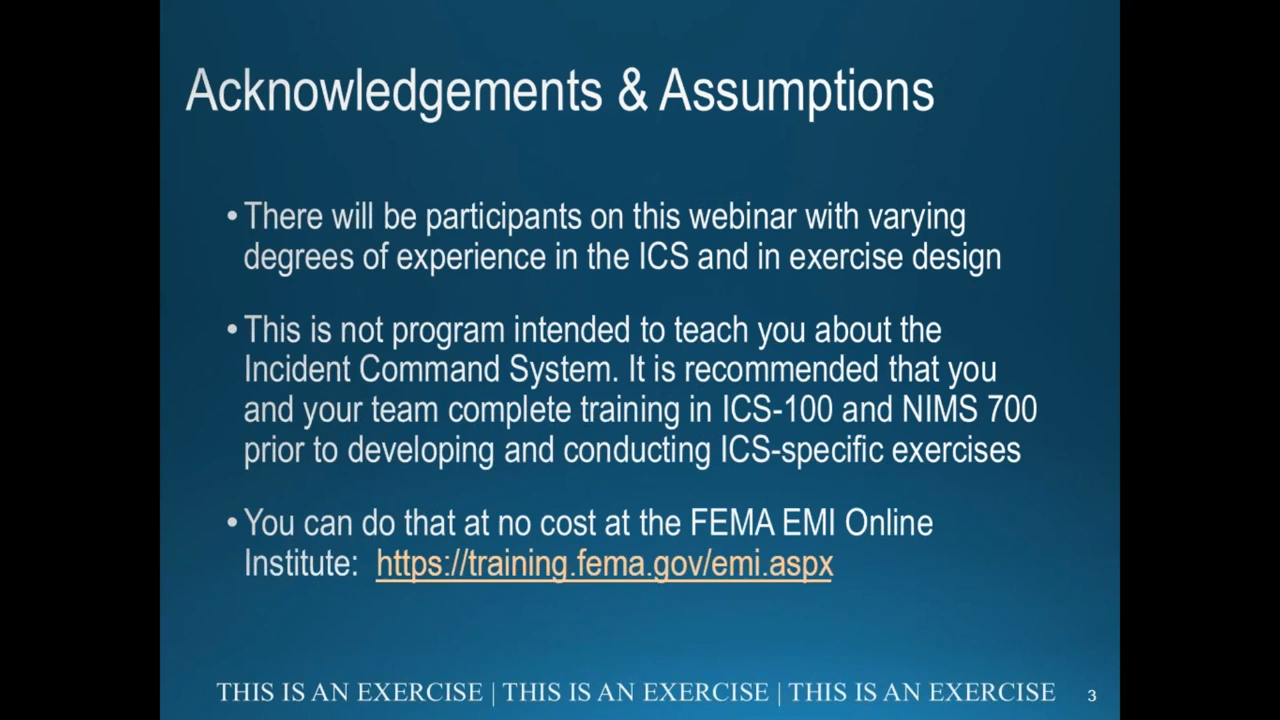 Acknowledgements & Assumptions
• There will be participants on this webinar with varying
degrees of experience in the ICS and in exercise design
• This is not program intended to teach you about the
Incident Command System. It is recommended that you
and your team complete training in ICS-100 and NIMS 700
prior to developing and conducting ICS-specific exercises
• You can do that at no cost at the FEMA EMI Online
Institute: https://training.fema.gov/emi.aspx
THIS IS AN EXERCISE | THIS IS AN EXERCISE | THIS IS AN EXERCISE 3